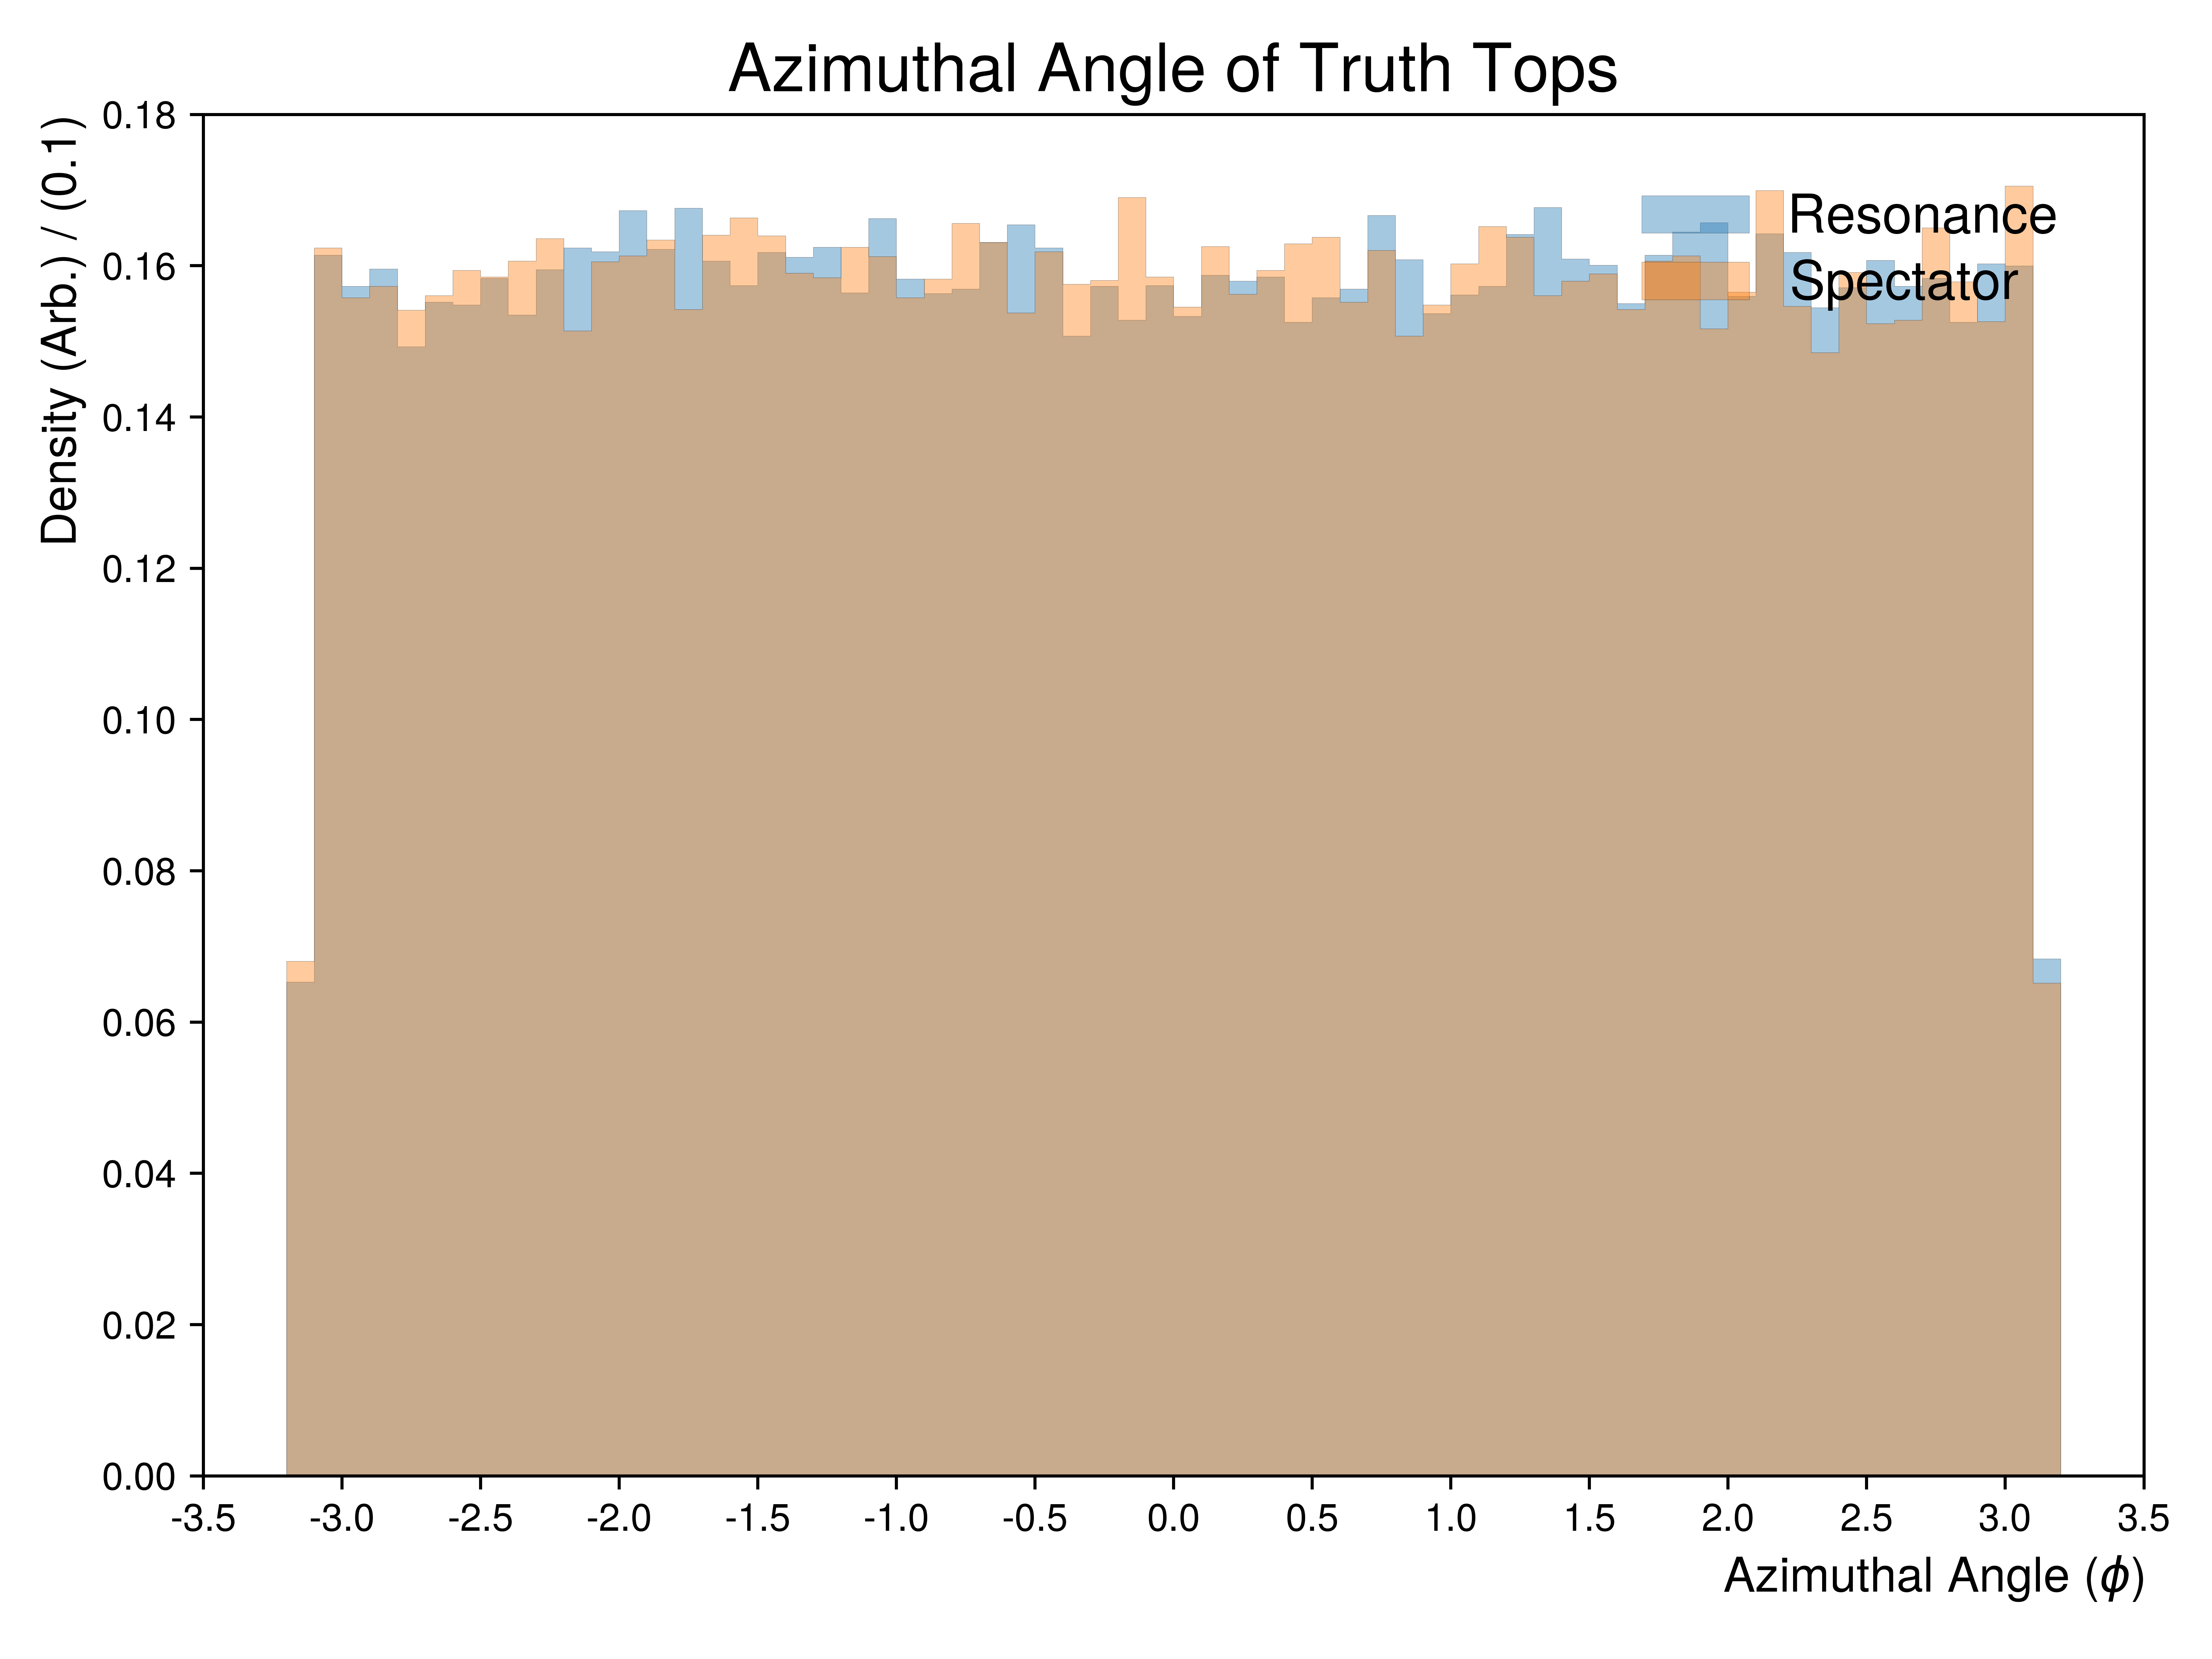 Azimuthal Angle of Truth Tops
Density (Arb.) / (0.1)
0.18
0.16
0.14
0.12
0.10
0.08
0.06
0.04
0.02
0.00
Resonance
Spectator
-3.5 -3.0 -2.5 -2.0 -1.5 -1.0 -0.5 0.0 0.5 1.0 1.5 2.0 2.5 3.0 3.5
Azimuthal Angle (ϕ)